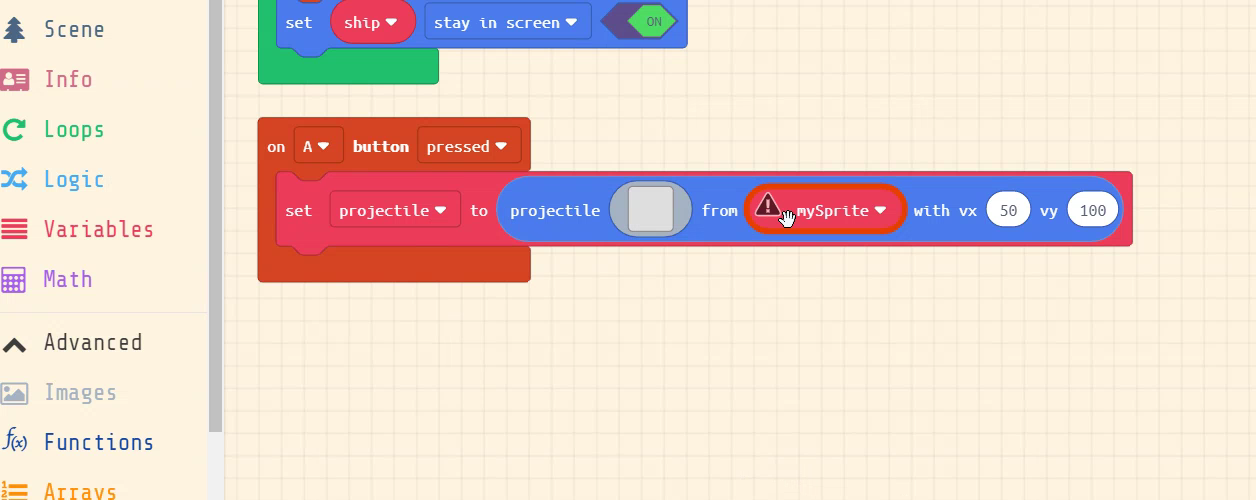 Scene
Info
Loops
Logic
Variables
Math
Advanced
Images
f(x) Functions
Arrays
set ship stay in screen ON
on A button pressed
set projectile to projectile from ! mySprite with vx 50 vy 100